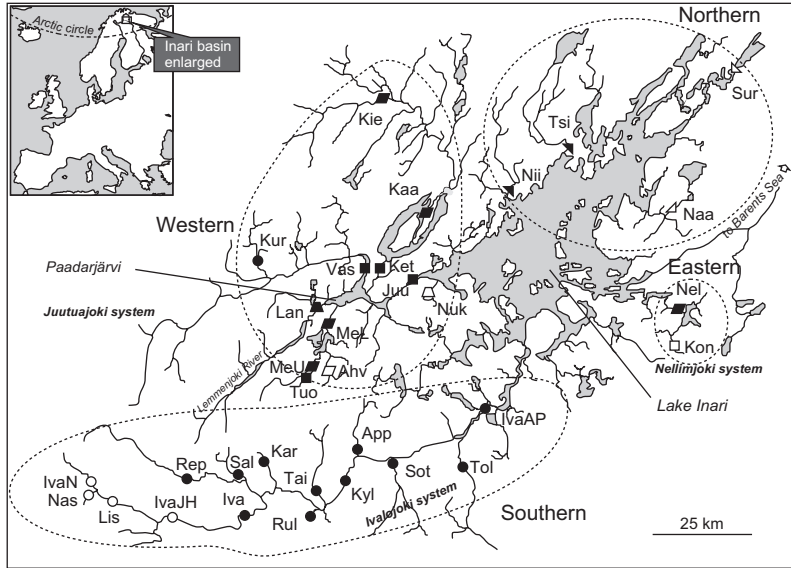 Arctic circle
Inari basin
enlarged
Northern
Sur
Tsi
Kie
Nii
Kaa
Naa
to Barents Sea
Western
Kur
Vas
Ket
Eastern
Paadarjärvi
Juu
Nel
Nuk
Lan
Juutuajoki system
MeL
Kon
MeU
Ahv
Nellimjoki system
Lemmenjoki River
Tuo
Lake Inari
IvaAP
App
Kar
Rep
Sal
IvaN
Tai
Sot
Tol
Nas
Kyl
Lis
IvaJH
Iva
Rul
Ivalojoki system
Southern
25 km